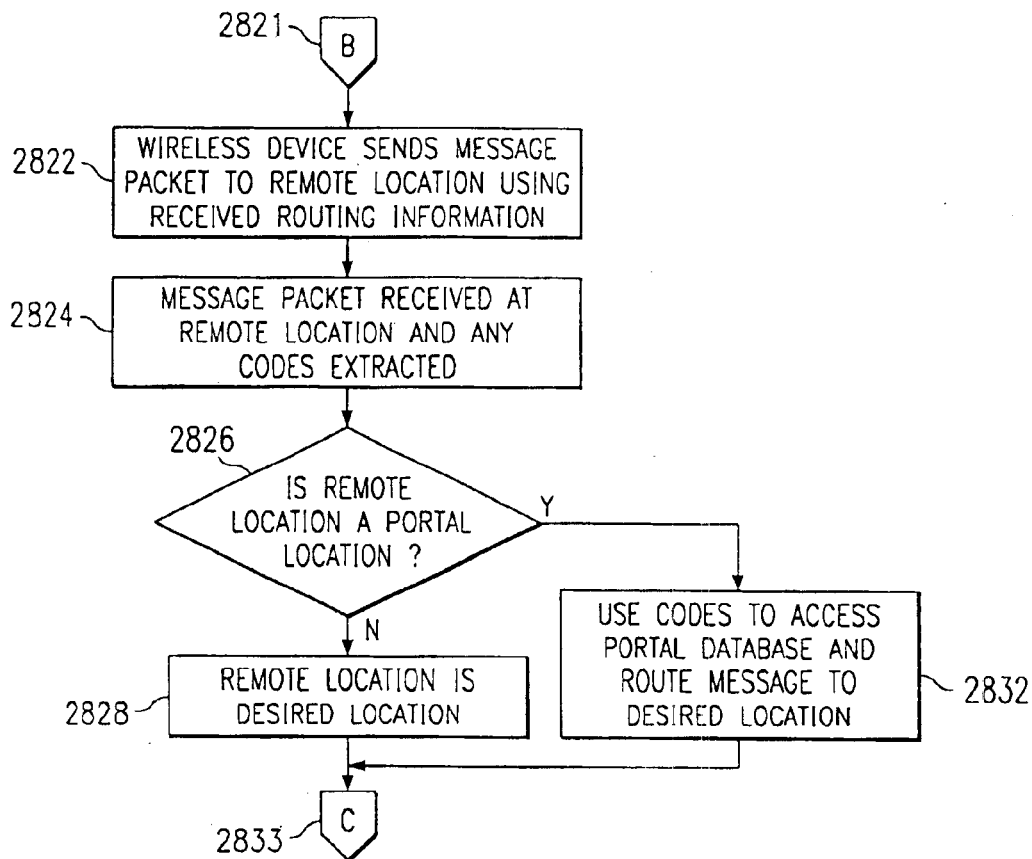 2821
B
2822
WIRELESS DEVICE SENDS MESSAGE
PACKET TO REMOTE LOCATION USING
RECEIVED ROUTING INFORMATION
2824
MESSAGE PACKET RECEIVED AT
REMOTE LOCATION AND ANY
CODES EXTRACTED
2826
IS REMOTE
LOCATION A PORTAL
LOCATION ?
Y
N
USE CODES TO ACCESS
PORTAL DATABASE AND
ROUTE MESSAGE TO
DESIRED LOCATION
2832
2828
REMOTE LOCATION IS
DESIRED LOCATION
C
2833